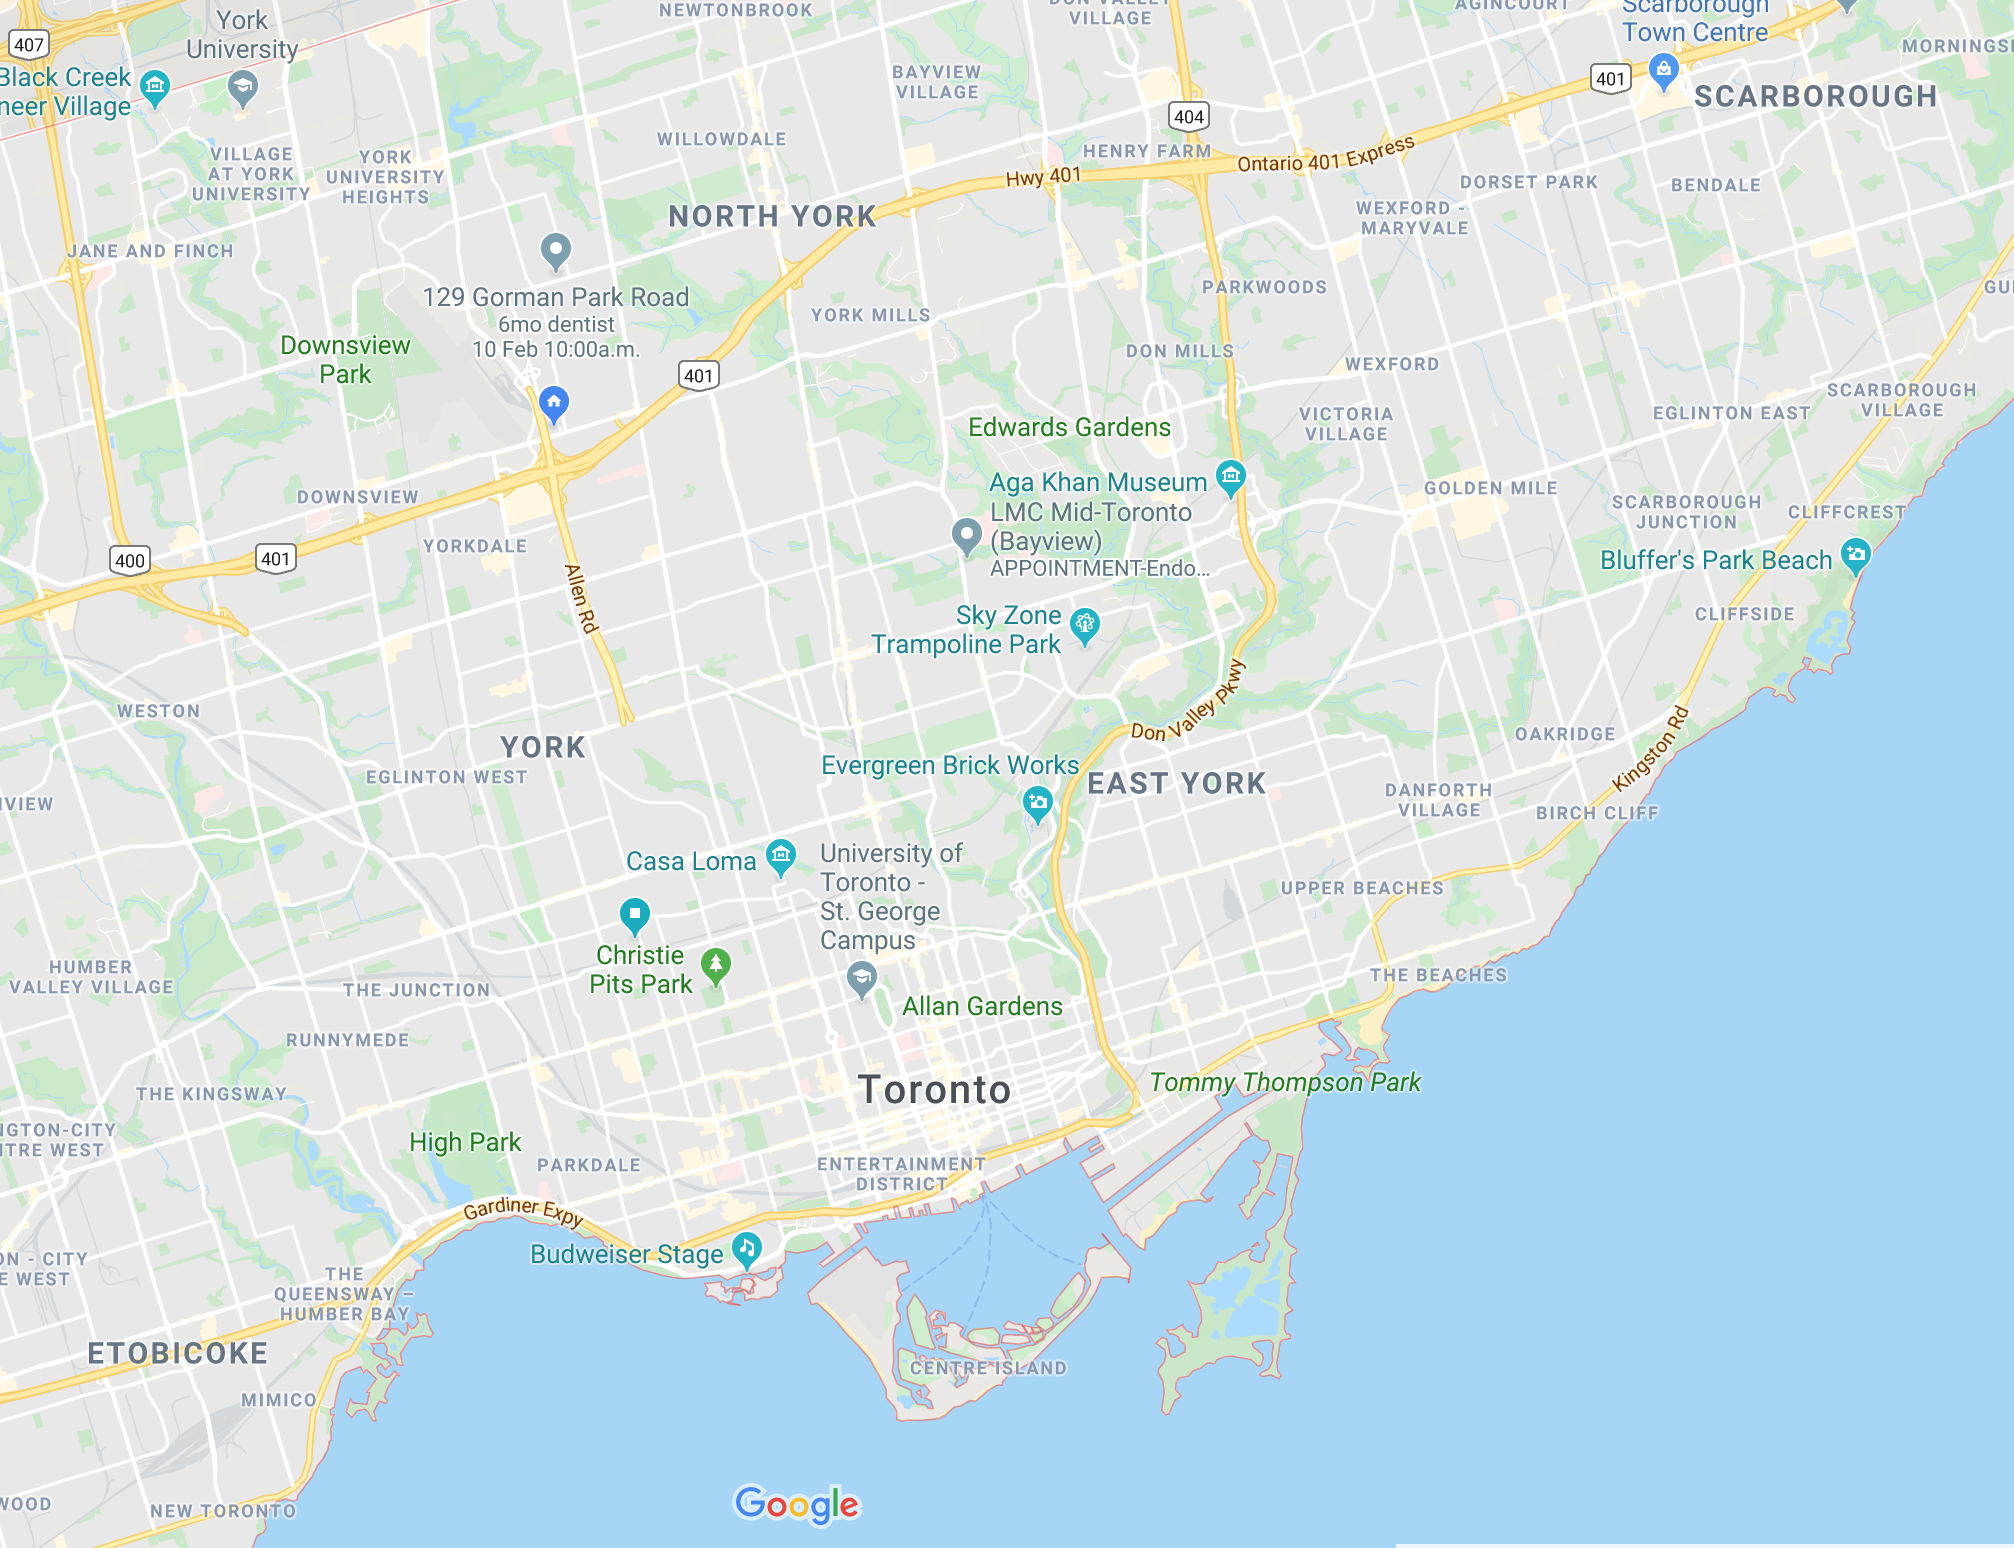 NEWTONBROOK
DON VALLEY
VILLAGE
AGINCOURT
Scarborough
Town Centre
407
York
University
MORNINGSI
Black Creek
neer Village
BAYVIEW
VILLAGE
401
SCARBOROUGH
404
WILLOWDALE
HENRY FARM
Ontario 401 Express
VILLAGE
AT YORK
UNIVERSITY
YORK
UNIVERSITY
HEIGHTS
Hwy 401
DORSET PARK
BENDALE
NORTH YORK
WEXFORD -
MARYVALE
JANE AND FINCH
129 Gorman Park Road
6mo dentist
10 Feb 10:00a.m.
PARKWOODS
GUI
YORK MILLS
Downsview
Park
DON MILLS
WEXFORD
401
SCARBOROUGH
VILLAGE
VICTORIA
VILLAGE
EGLINTON EAST
Edwards Gardens
Aga Khan Museum
LMC Mid-Toronto
(Bayview)
APPOINTMENT-Endo...
DOWNSVIEW
GOLDEN MILE
SCARBOROUGH
JUNCTION
CLIFFCREST
400
401
YORKDALE
Bluffer's Park Beach
Allen Rd
CLIFFSIDE
Sky Zone
Trampoline Park
Don Valley Pkwy
WESTON
YORK
OAKRIDGE
Kingston Rd
EGLINTON WEST
Evergreen Brick Works
EAST YORK
DANFORTH
VILLAGE
IVIEW
BIRCH CLIFF
Casa Loma
University of
Toronto -
St. George
Campus
UPPER BEACHES
Christie
Pits Park
HUMBER
VALLEY VILLAGE
THE JUNCTION
THE BEACHES
Allan Gardens
RUNNYMEDE
Toronto
Tommy Thompson Park
THE KINGSWAY
NGTON-CITY
TRE WEST
High Park
PARKDALE
ENTERTAINMENT
DISTRICT
Gardiner Expy
Budweiser Stage
ON - CITY
E WEST
THE
QUEENSWAY –
HUMBER BAY
ETOBICOKE
CENTRE ISLAND
MIMICO
WOOD
NEW TORONTO
Google